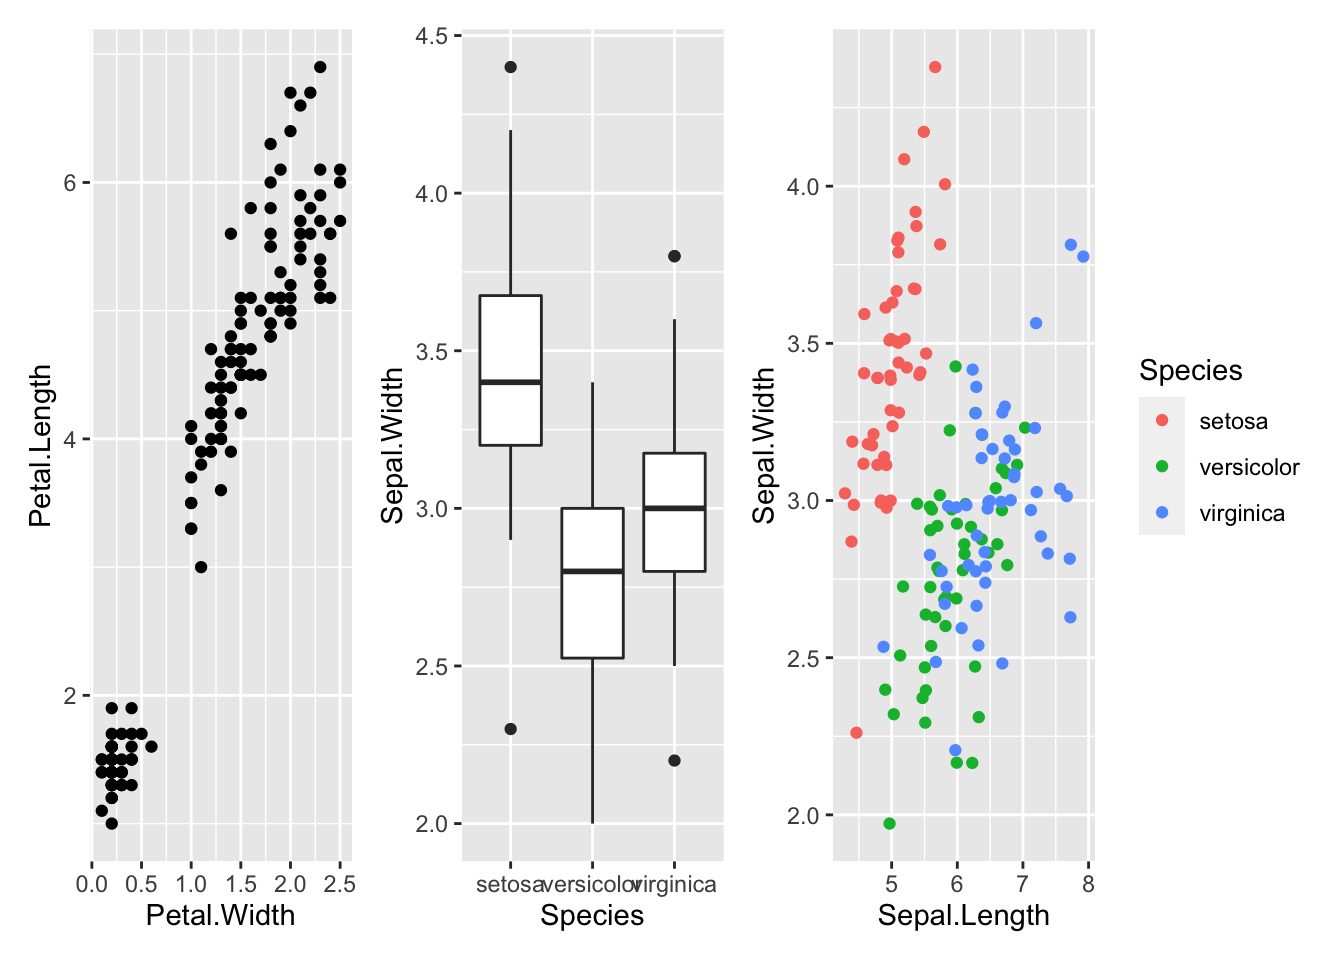 Petal.Length
6
4
2
0.0 0.5 1.0 1.5 2.0 2.5
Petal.Width
Sepal.Width
4.5
4.0
3.5
3.0
2.5
2.0
setosa versicolor virginica
Species
Sepal.Width
4.0
3.5
3.0
2.5
2.0
5 6 7 8
Sepal.Length
Species
setosa
versicolor
virginica